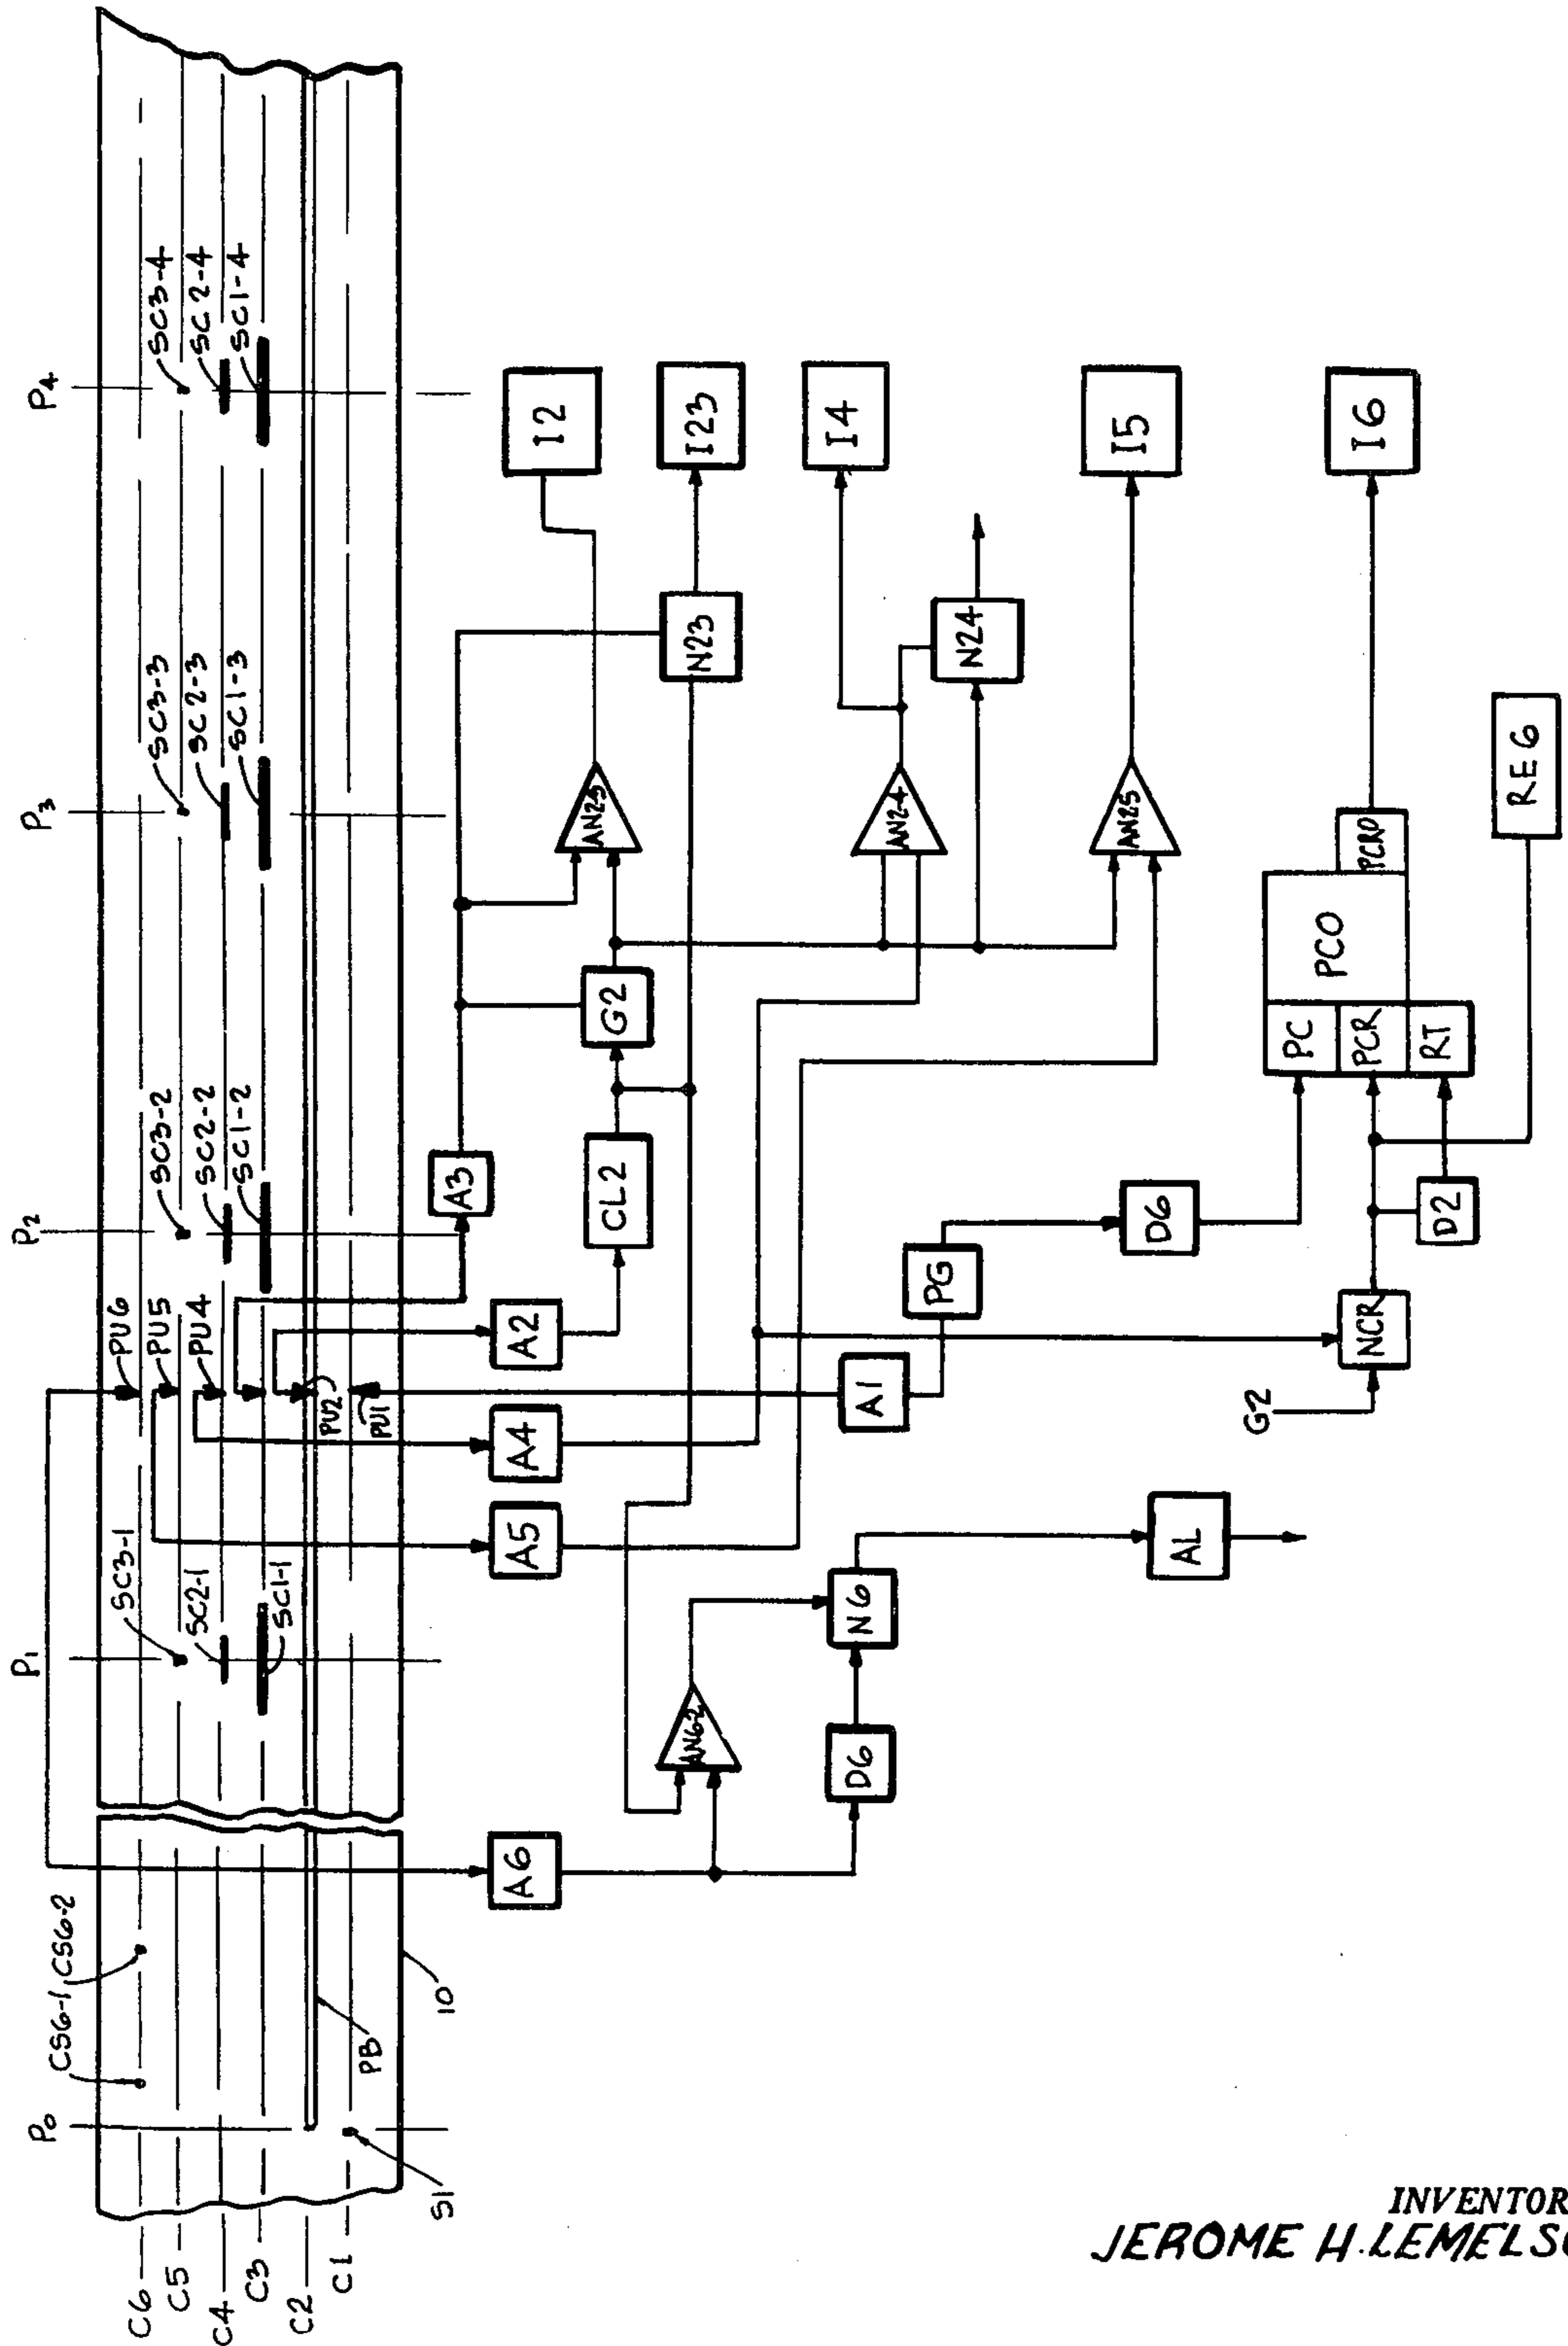 P0
P1
P2
P3
P4
CS6-1, CS6-2
SC3-1
SC2-1
SC1-1
PU6
PU5
PU4
PU2
PU1
SC3-2
SC2-2
SC1-2
SC3-3
SC2-3
SC1-3
SC3-4
SC2-4
SC1-4
C6
C5
C4
C3
C2
C1
S1
PB
10
A6
A5
A4
A2
A3
CL2
G2
AN23
I2
N23
I23
AN24
I4
N24
AN25
I5
AN62
D6
N6
AL
A1
PG
D6
G2
NCR
D2
PC
PCR
RT
PCO
PCRD
I6
RE6
INVENTOR
JEROME H. LEMELSO